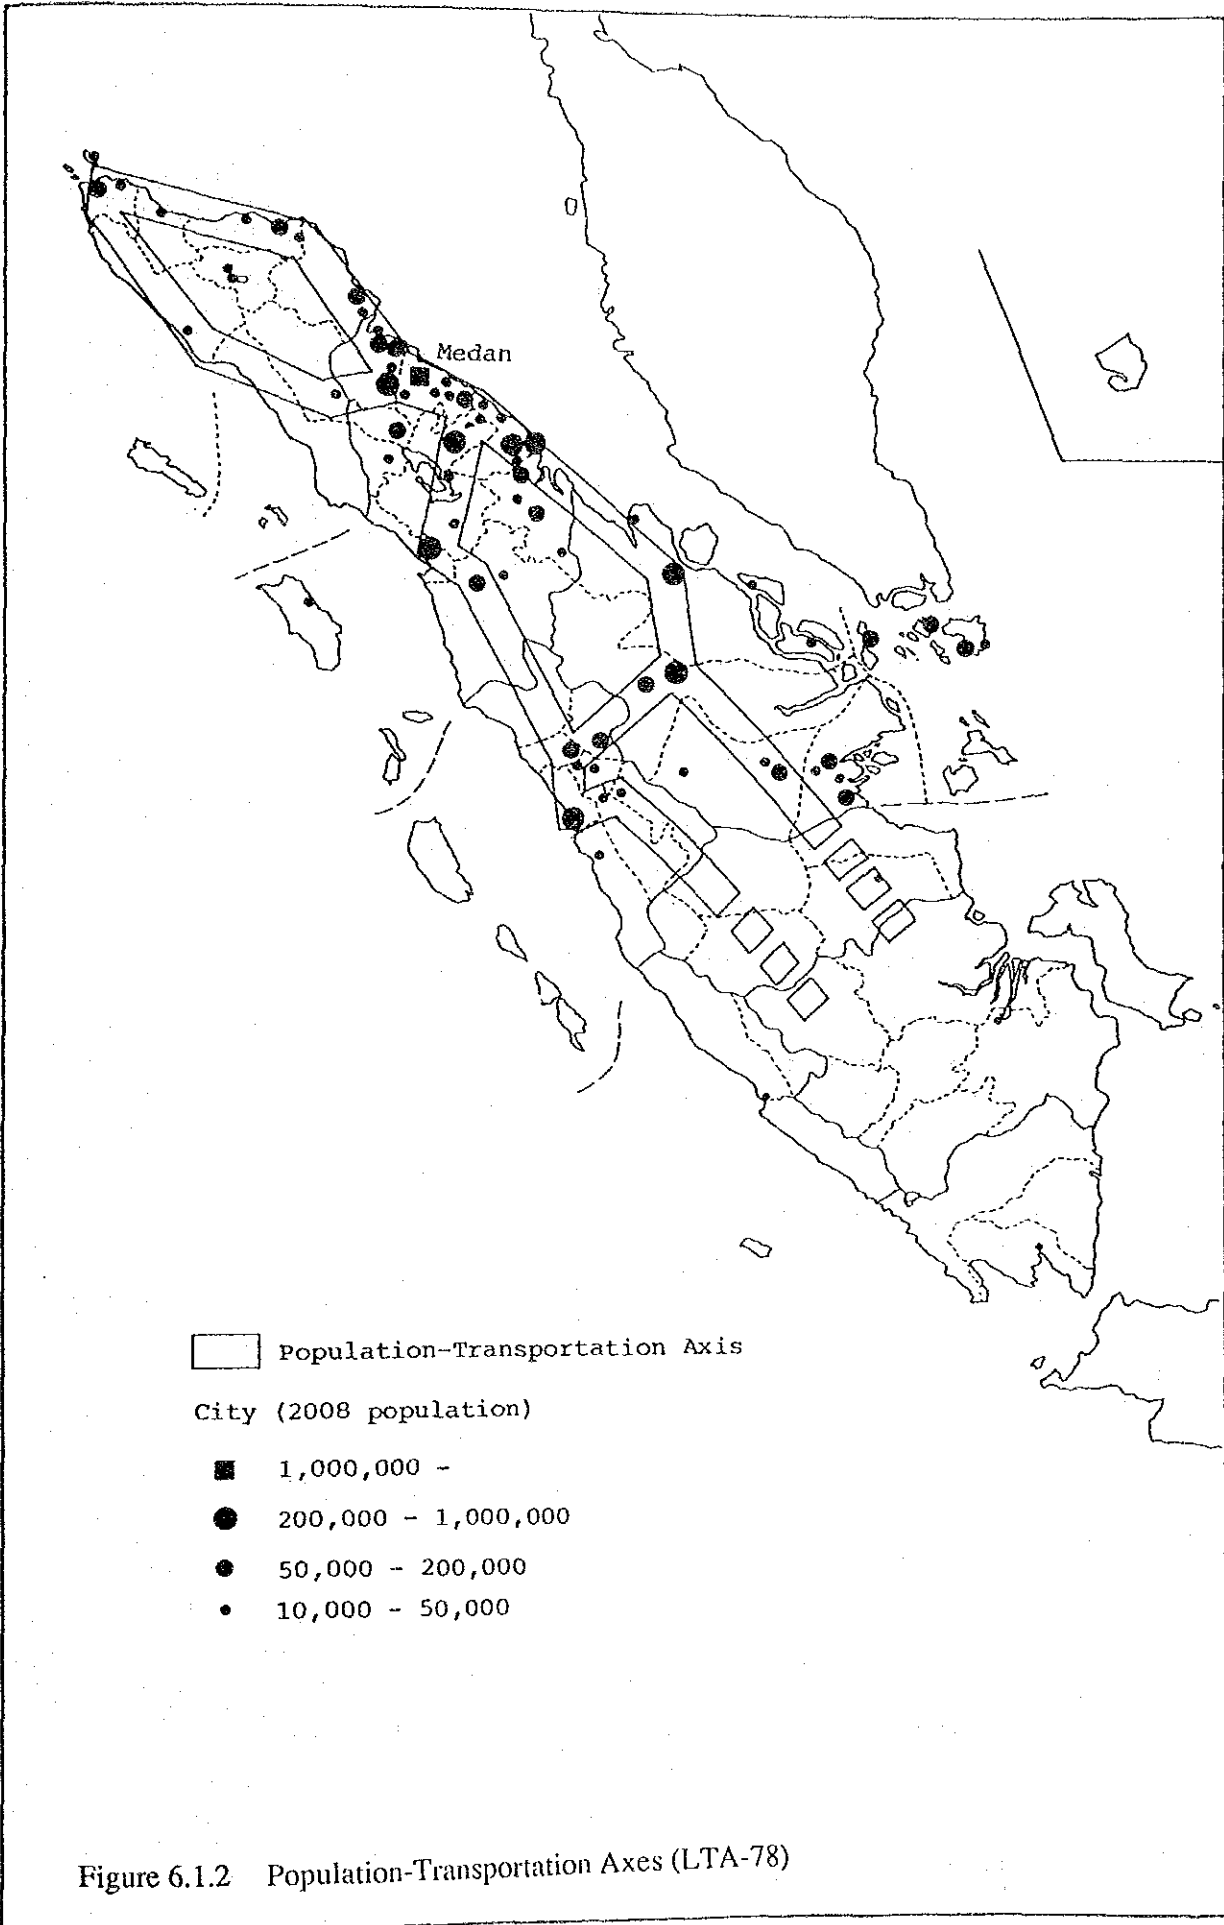 Medan
Population-Transportation Axis
City (2008 population)
1,000,000 -
200,000 - 1,000,000
50,000 - 200,000
10,000 - 50,000
Figure 6.1.2 Population-Transportation Axes (LTA-78)